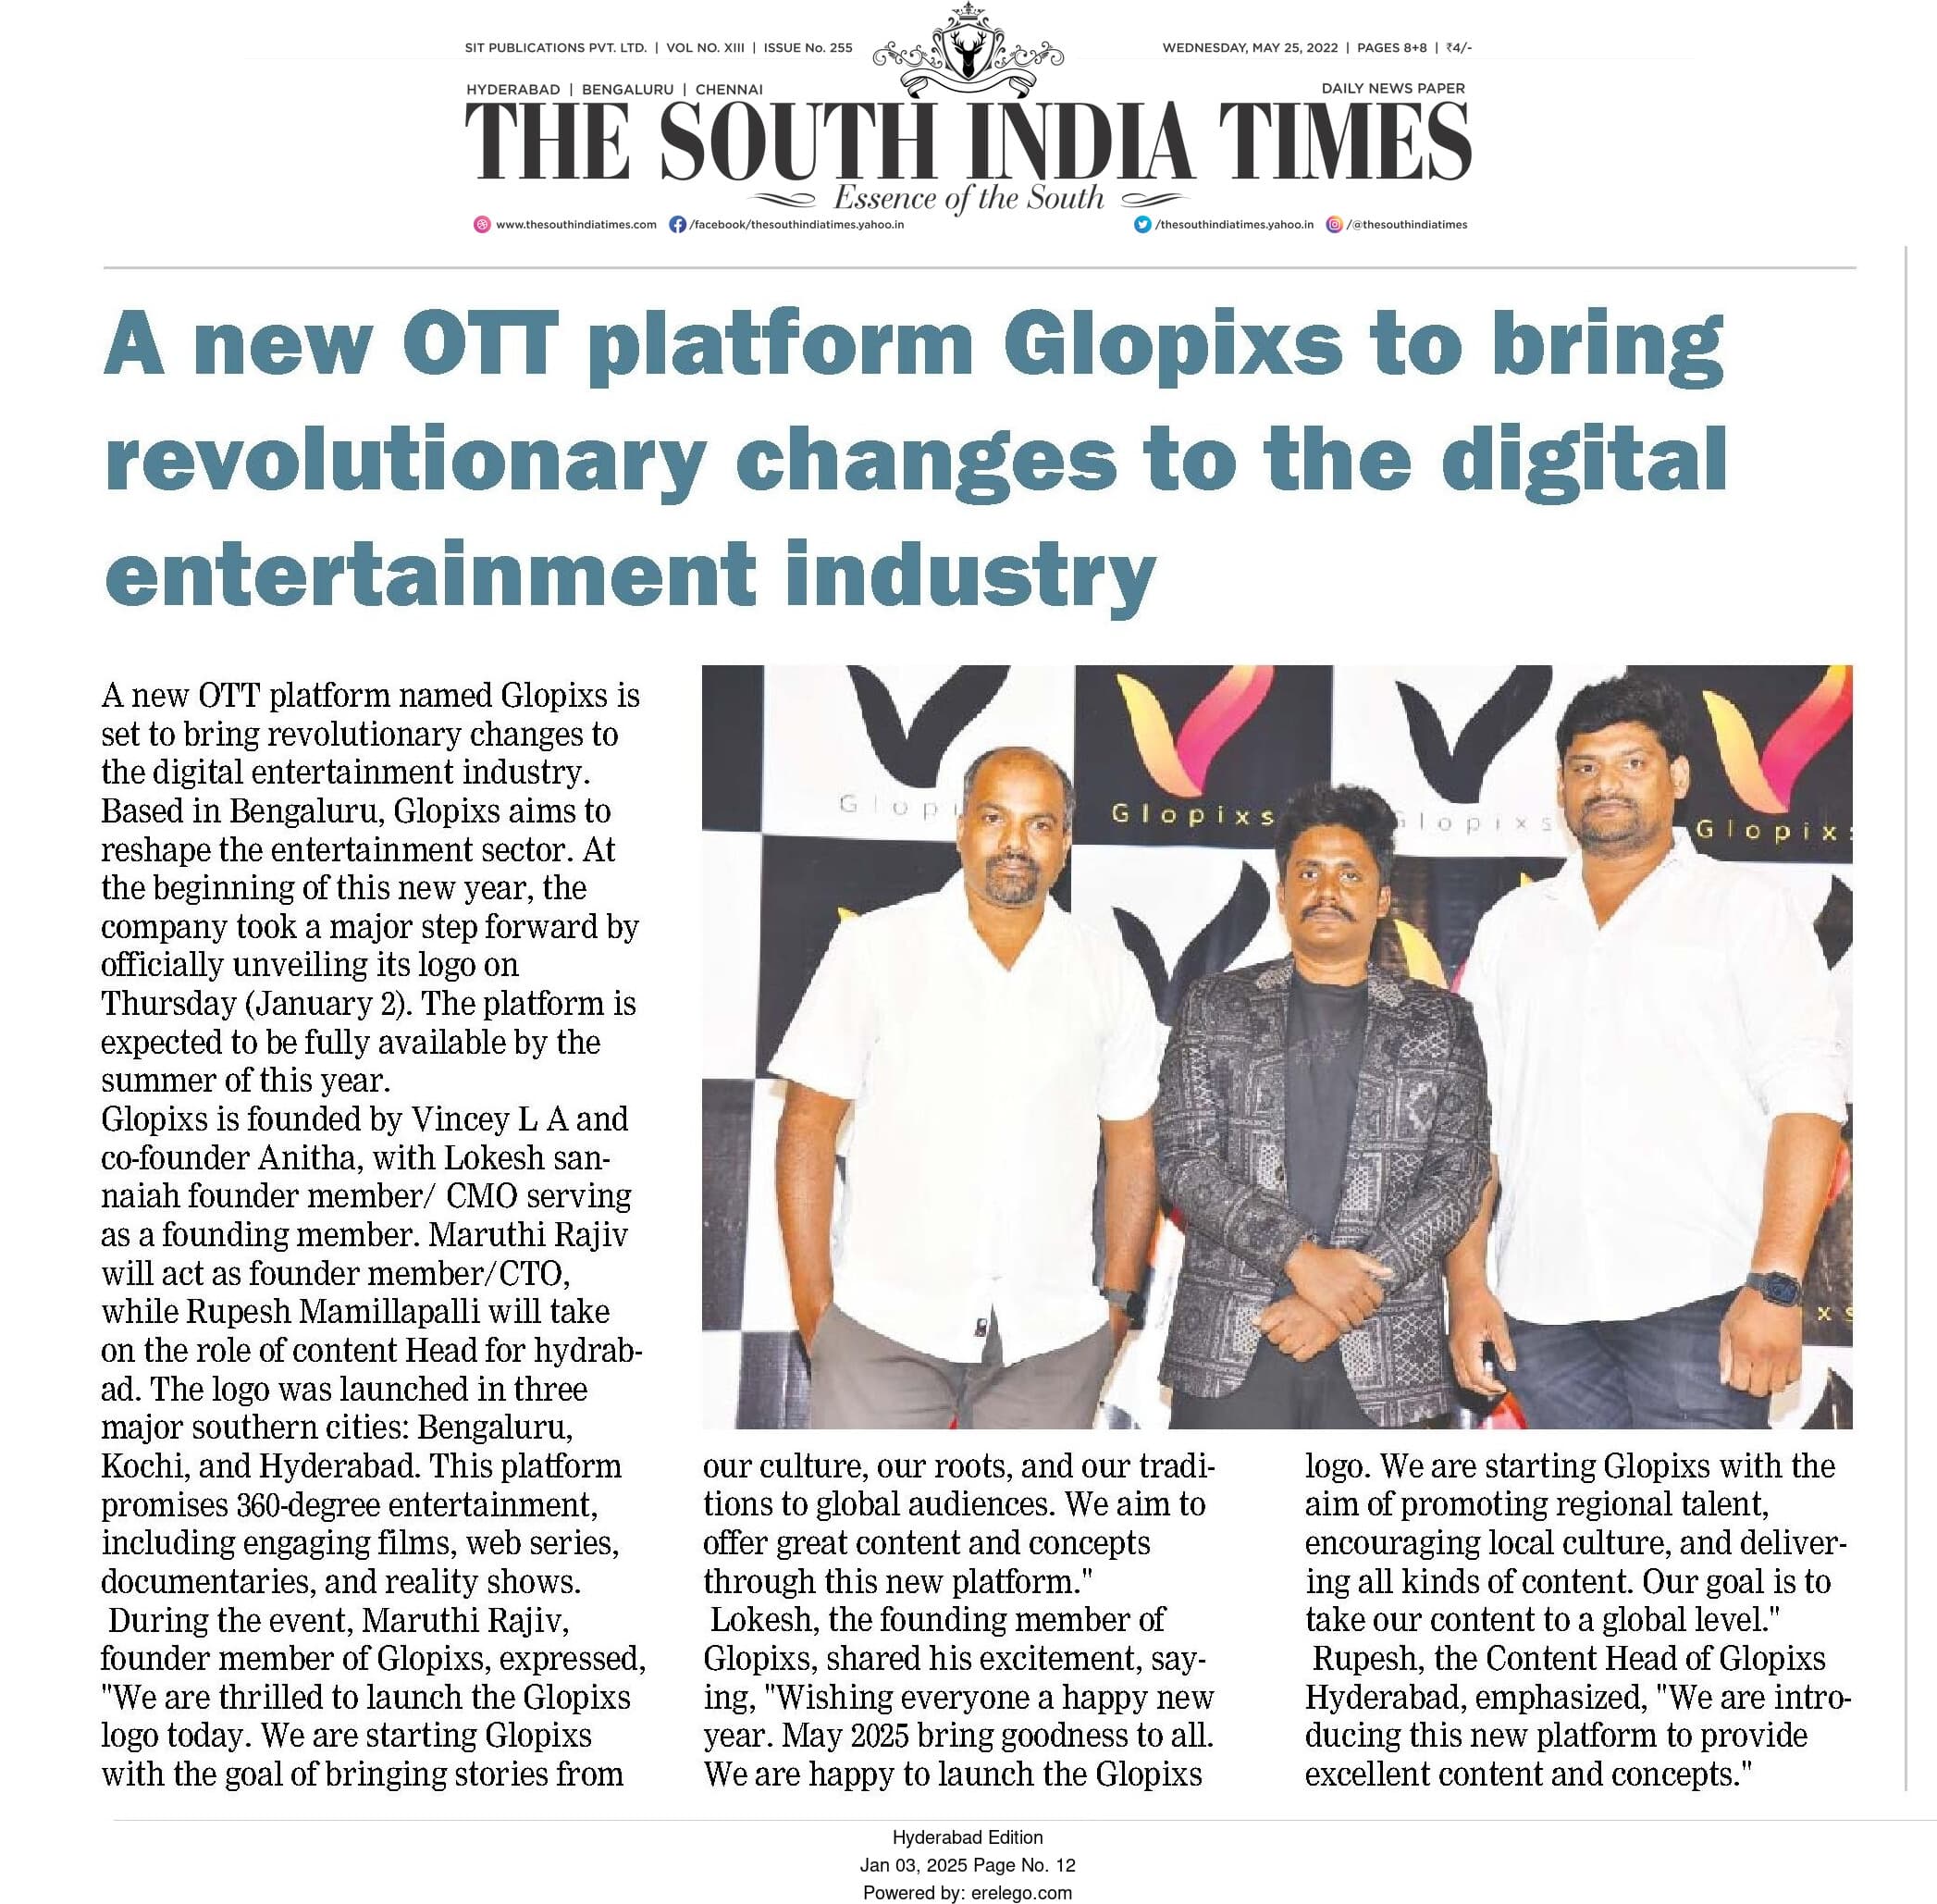 SIT PUBLICATIONS PVT. LTD. | VOL NO. XIII | ISSUE No. 255
WEDNESDAY, MAY 25, 2022 | PAGES 8+8 | ₹4/-
HYDERABAD | BENGALURU | CHENNAI
DAILY NEWS PAPER
THE SOUTH INDIA TIMES
Essence of the South
www.thesouthindiatimes.com /facebook/thesouthindiatimes.yahoo.in
/thesouthindiatimes.yahoo.in /@thesouthindiatimes
A new OTT platform Glopixs to bring
revolutionary changes to the digital
entertainment industry
A new OTT platform named Glopixs is
set to bring revolutionary changes to
the digital entertainment industry.
Based in Bengaluru, Glopixs aims to
reshape the entertainment sector. At
the beginning of this new year, the
company took a major step forward by
officially unveiling its logo on
Thursday (January 2). The platform is
expected to be fully available by the
summer of this year.
Glopixs is founded by Vincey L A and
co-founder Anitha, with Lokesh san-
naiah founder member/ CMO serving
as a founding member. Maruthi Rajiv
will act as founder member/CTO,
while Rupesh Mamillapalli will take
on the role of content Head for hydrab-
ad. The logo was launched in three
major southern cities: Bengaluru,
Kochi, and Hyderabad. This platform
promises 360-degree entertainment,
including engaging films, web series,
documentaries, and reality shows.
During the event, Maruthi Rajiv,
founder member of Glopixs, expressed,
"We are thrilled to launch the Glopixs
logo today. We are starting Glopixs
with the goal of bringing stories from
Glopi
Glopixs
lopixs
Glopix
xs
our culture, our roots, and our tradi-
tions to global audiences. We aim to
offer great content and concepts
through this new platform."
Lokesh, the founding member of
Glopixs, shared his excitement, say-
ing, "Wishing everyone a happy new
year. May 2025 bring goodness to all.
We are happy to launch the Glopixs
logo. We are starting Glopixs with the
aim of promoting regional talent,
encouraging local culture, and deliver-
ing all kinds of content. Our goal is to
take our content to a global level."
Rupesh, the Content Head of Glopixs
Hyderabad, emphasized, "We are intro-
ducing this new platform to provide
excellent content and concepts."
Hyderabad Edition
Jan 03, 2025 Page No. 12
Powered by: erelego.com